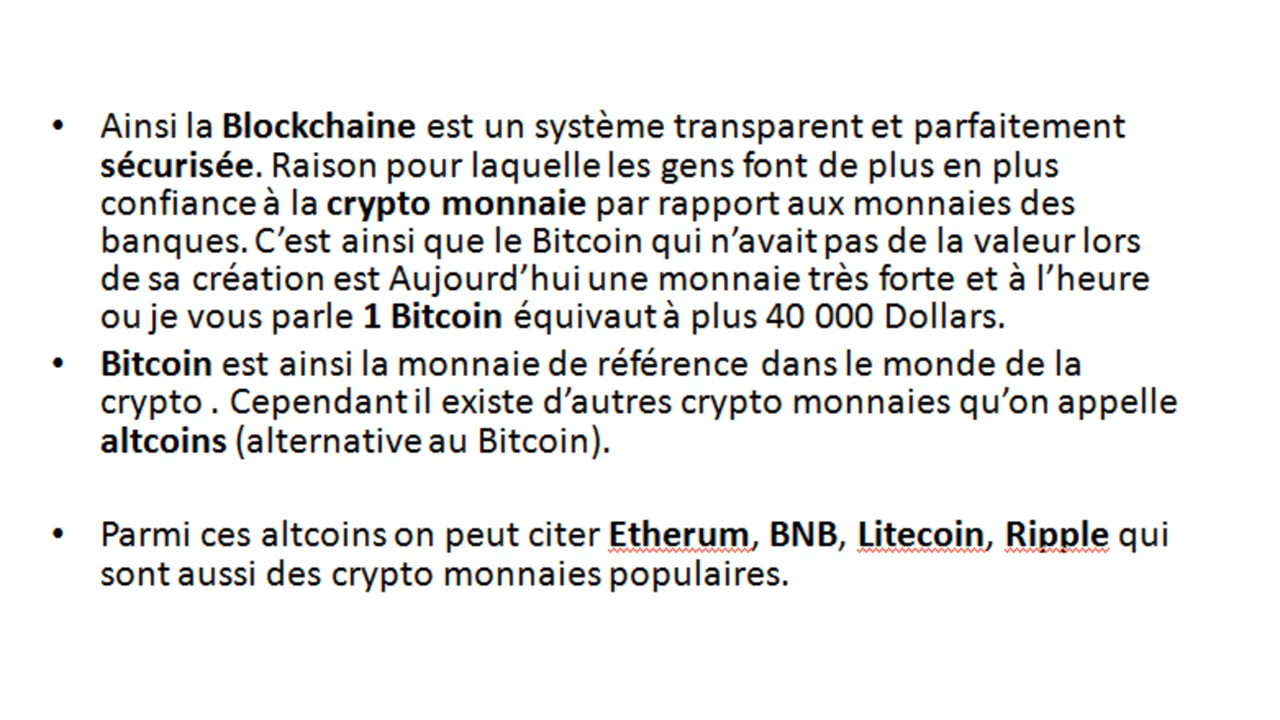 • Ainsi la Blockchaine est un système transparent et parfaitement
sécurisée. Raison pour laquelle les gens font de plus en plus
confiance à la crypto monnaie par rapport aux monnaies des
banques. C’est ainsi que le Bitcoin qui n’avait pas de la valeur lors
de sa création est Aujourd’hui une monnaie très forte et à l’heure
ou je vous parle 1 Bitcoin équivaut à plus 40 000 Dollars.
• Bitcoin est ainsi la monnaie de référence dans le monde de la
crypto . Cependant il existe d’autres crypto monnaies qu’on appelle
altcoins (alternative au Bitcoin).
• Parmi ces altcoins on peut citer Etherum, BNB, Litecoin, Ripple qui
sont aussi des crypto monnaies populaires.